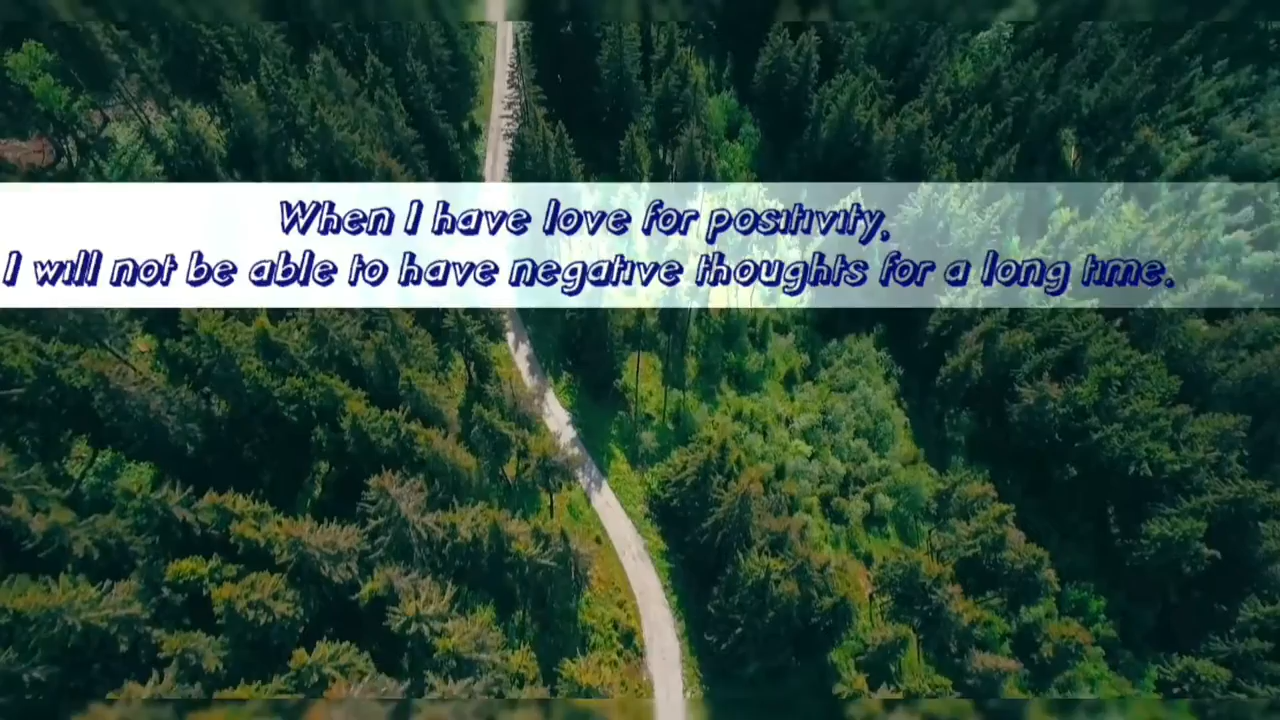 When I have love for positivity,
I will not be able to have negative thoughts for a long time.